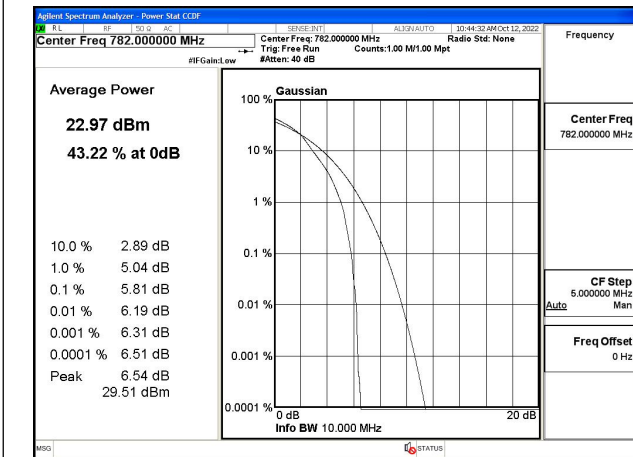 Agilent Spectrum Analyzer - Power Stat CCDF
RL RF 50 Ω AC SENSE:INT ALIGN AUTO 10:44:32 AM Oct 12, 2022
Center Freq 782.000000 MHz
Center Freq: 782.000000 MHz Radio Std: None
Trig: Free Run Counts:1.00 M/1.00 Mpt
#IFGain:Low #Atten: 40 dB
Frequency
Average Power
22.97 dBm
43.22 % at 0dB
10.0 % 2.89 dB
1.0 % 5.04 dB
0.1 % 5.81 dB
0.01 % 6.19 dB
0.001 % 6.31 dB
0.0001 % 6.51 dB
Peak 6.54 dB
29.51 dBm
Gaussian
100 %
10 %
1 %
0.1 %
0.01 %
0.001 %
0.0001 %
0 dB 20 dB
Info BW 10.000 MHz
Center Freq
782.000000 MHz
CF Step
5.000000 MHz
Auto Man
Freq Offset
0 Hz
MSG STATUS